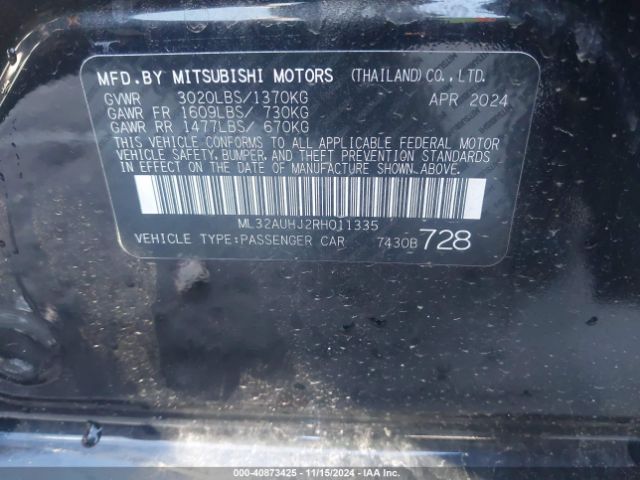 MFD.BY MITSUBISHI MOTORS (THAILAND) CO.,LTD.
GVWR 3020LBS/1370KG APR 2024
GAWR FR 1609LBS/ 730KG
GAWR RR 1477LBS/ 670KG
THIS VEHICLE CONFORMS TO ALL APPLICABLE FEDERAL MOTOR
VEHICLE SAFETY, BUMPER, AND THEFT PREVENTION STANDARDS
IN EFFECT ON THE DATE OF MANUFACTURE SHOWN ABOVE.
ML32AUHJ2RH011335
VEHICLE TYPE:PASSENGER CAR 7430B 728
000-40873425 - 11/15/2024 - IAA Inc.